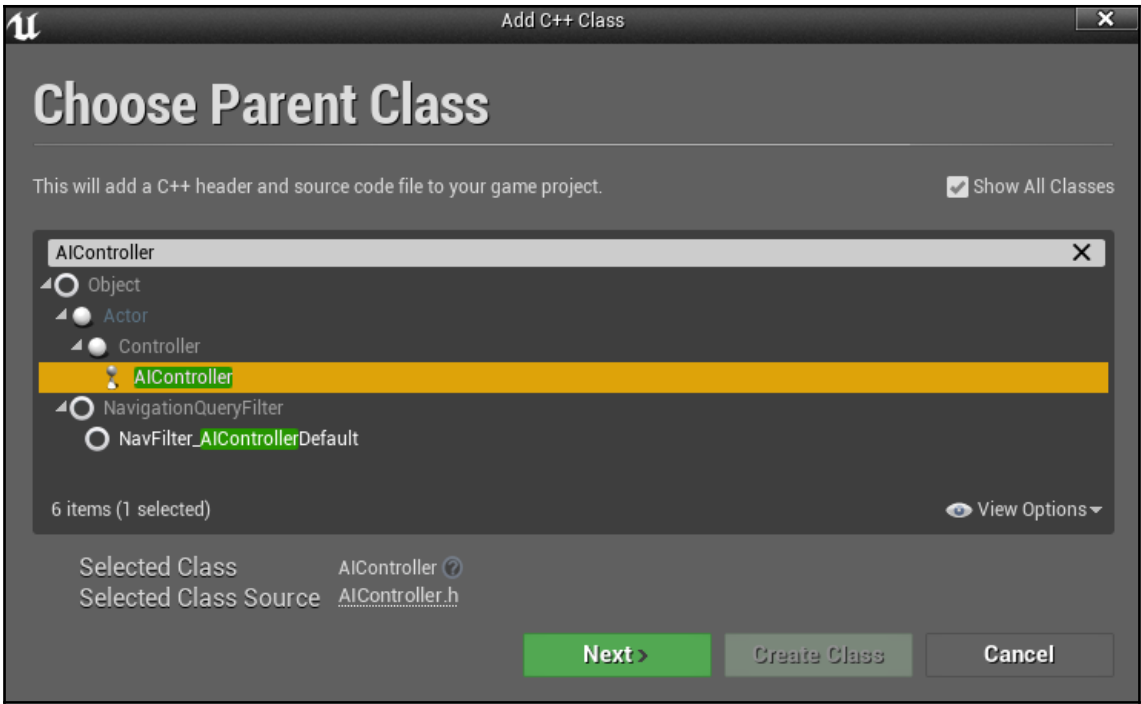 Add C++ Class
Choose Parent Class
This will add a C++ header and source code file to your game project.
Show All Classes
AIController
Object
Actor
Controller
AIController
NavigationQueryFilter
NavFilter_AIControllerDefault
6 items (1 selected)
View Options
Selected Class AIController ?
Selected Class Source AIController.h
Next>
Create Class
Cancel